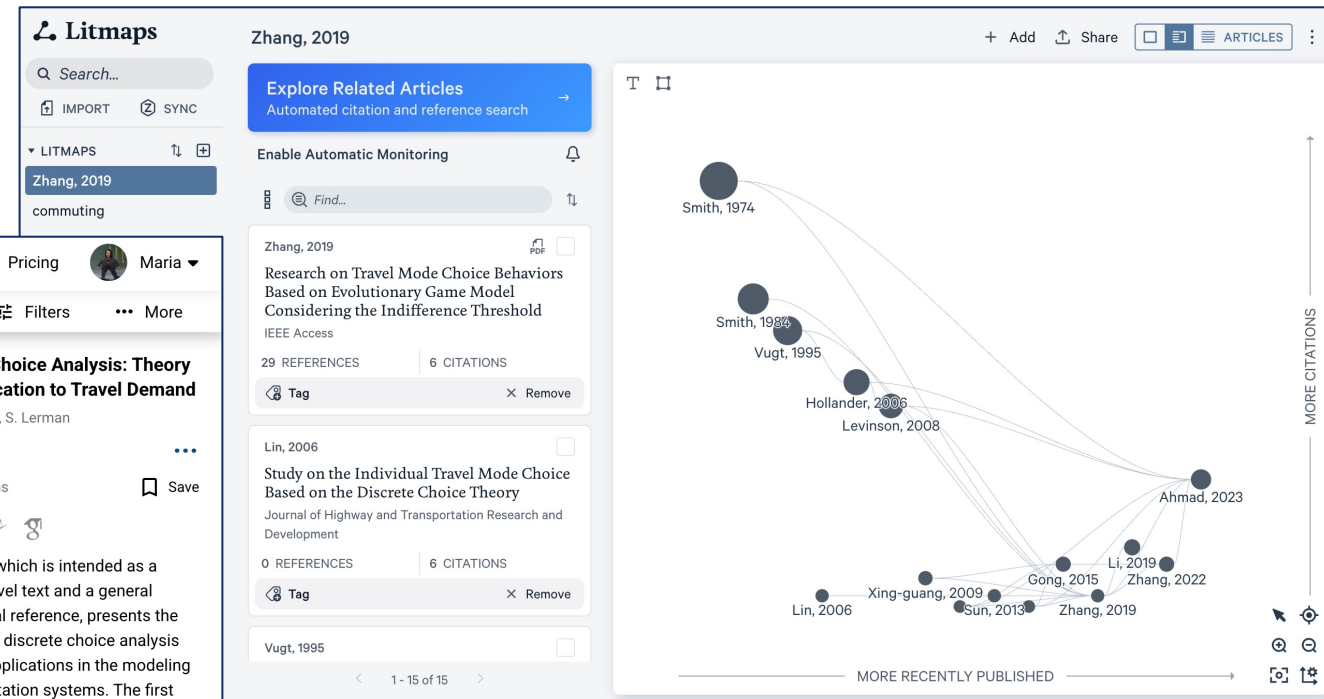 Litmaps
Search...
IMPORT SYNC
LITMAPS
Zhang, 2019
commuting
Zhang, 2019
+ Add Share ARTICLES
Explore Related Articles
Automated citation and reference search
Enable Automatic Monitoring
Find...
Zhang, 2019
PDF
Research on Travel Mode Choice Behaviors
Based on Evolutionary Game Model
Considering the Indifference Threshold
IEEE Access
29 REFERENCES 6 CITATIONS
Tag × Remove
Lin, 2006
Study on the Individual Travel Mode Choice
Based on the Discrete Choice Theory
Journal of Highway and Transportation Research and
Development
0 REFERENCES 6 CITATIONS
Tag × Remove
Vugt, 1995
1 - 15 of 15
T
Smith, 1974
Smith, 1984
Vugt, 1995
Hollander, 2006
Levinson, 2008
Ahmad, 2023
Li, 2019
Gong, 2015
Zhang, 2022
Xing-guang, 2009
Lin, 2006
Sun, 2013
Zhang, 2019
MORE CITATIONS
MORE RECENTLY PUBLISHED
Pricing Maria
Filters ••• More
Choice Analysis: Theory
cation to Travel Demand
S. Lerman
•••
Save
which is intended as a
vel text and a general
reference, presents the
discrete choice analysis
pplications in the modeling
tation systems. The first